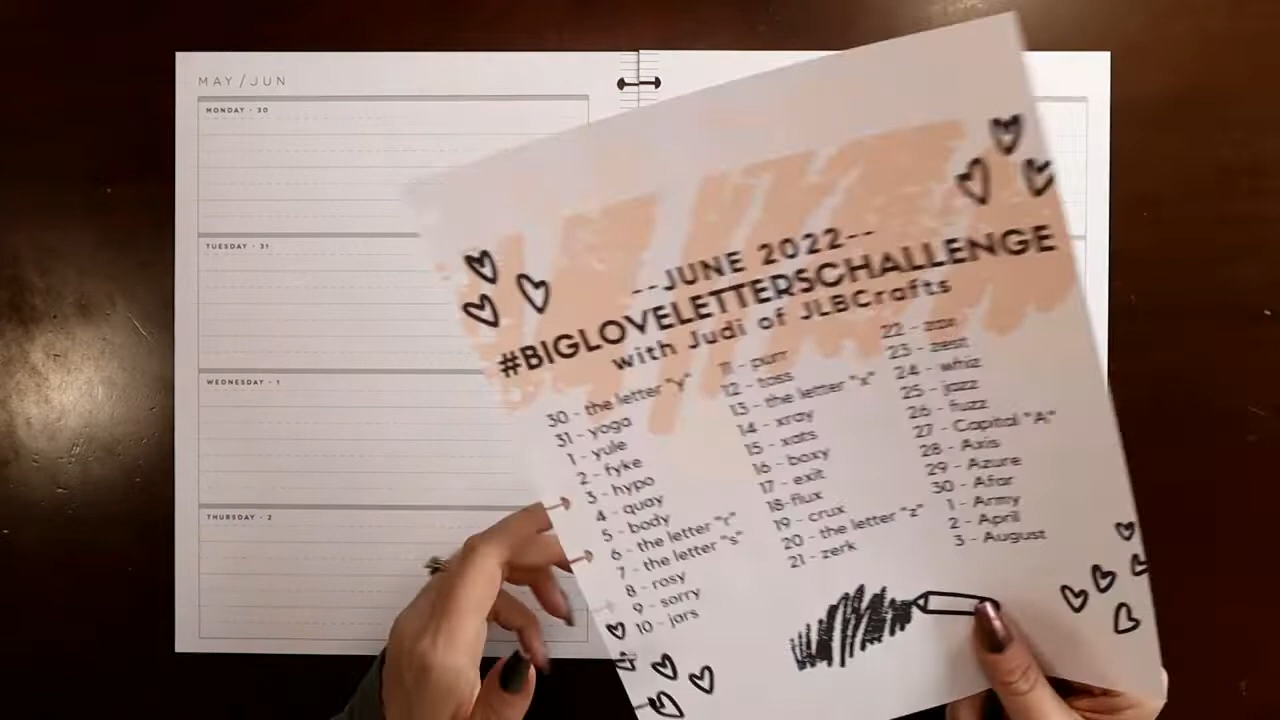 MAY/JUN
MONDAY · 30
TUESDAY · 31
WEDNESDAY · 1
THURSDAY · 2
--JUNE 2022--
#BIGLOVELETTERSCHALLENGE
with Judi of JLBCrafts
30 - the letter "y"
31 - yoga
1 - yule
2 - fyke
3 - hypo
4 - quay
5 - body
6 - the letter "r"
7 - the letter "s"
8 - rosy
9 - sorry
10 - jars
11 - purr
12 - toss
13 - the letter "x"
14 - xray
15 - xats
16 - boxy
17 - exit
18-flux
19 - crux
20 - the letter "z"
21 - zerk
22 -
23 - zest
24 - whiz
25 - jazz
26 - fuzz
27 - Capital "A"
28 - Axis
29 - Azure
30 - Afar
1 - Army
2 - April
3 - August